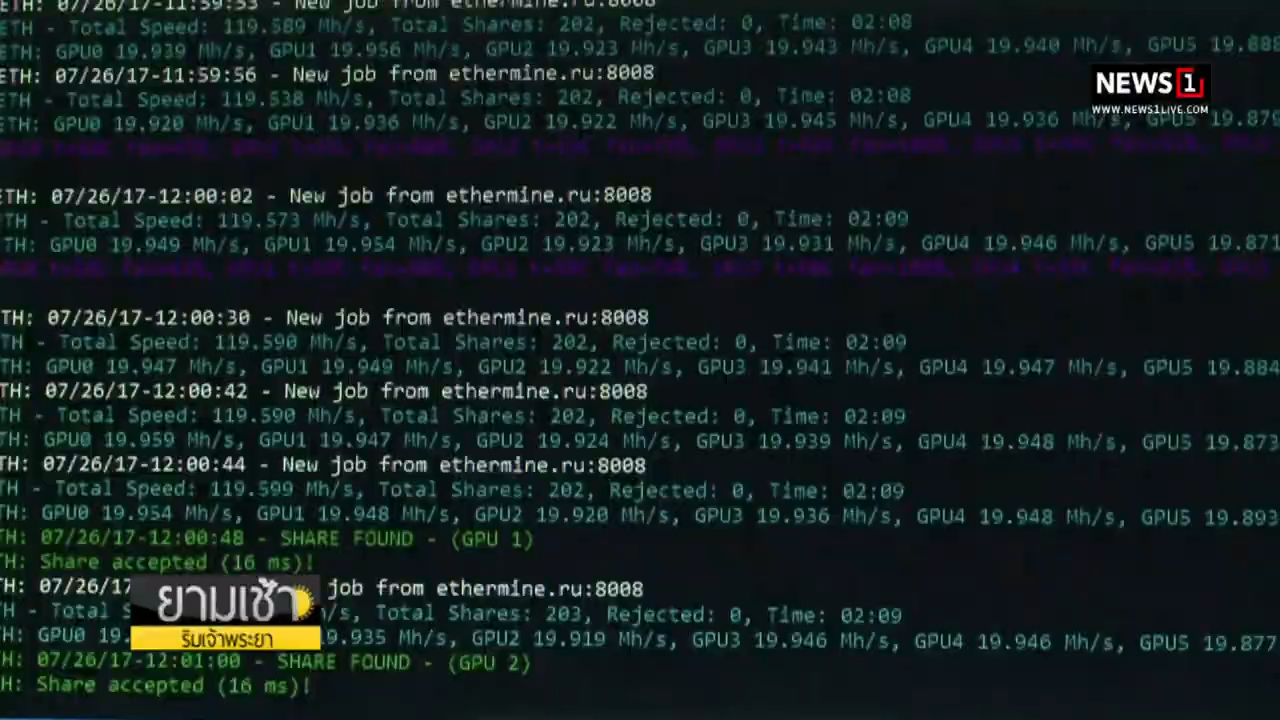 ETH: 07/26/17-11:59:53 - New job from ethermine.ru:8008
ETH - Total Speed: 119.589 Mh/s, Total Shares: 202, Rejected: 0, Time: 02:08
ETH: GPU0 19.939 Mh/s, GPU1 19.956 Mh/s, GPU2 19.923 Mh/s, GPU3 19.943 Mh/s, GPU4 19.940 Mh/s, GPU5 19.888
ETH: 07/26/17-11:59:56 - New job from ethermine.ru:8008
NEWS 1
ETH - Total Speed: 119.538 Mh/s, Total Shares: 202, Rejected: 0, Time: 02:08
WWW.NEWS1LIVE.COM
ETH: GPU0 19.920 Mh/s, GPU1 19.936 Mh/s, GPU2 19.922 Mh/s, GPU3 19.945 Mh/s, GPU4 19.936 Mh/s, GPU5 19.879
ETH: 07/26/17-12:00:02 - New job from ethermine.ru:8008
ETH - Total Speed: 119.573 Mh/s, Total Shares: 202, Rejected: 0, Time: 02:09
TH: GPU0 19.949 Mh/s, GPU1 19.954 Mh/s, GPU2 19.923 Mh/s, GPU3 19.931 Mh/s, GPU4 19.946 Mh/s, GPU5 19.871
TH: 07/26/17-12:00:30 - New job from ethermine.ru:8008
TH - Total Speed: 119.590 Mh/s, Total Shares: 202, Rejected: 0, Time: 02:09
TH: GPU0 19.947 Mh/s, GPU1 19.949 Mh/s, GPU2 19.922 Mh/s, GPU3 19.941 Mh/s, GPU4 19.947 Mh/s, GPU5 19.884
TH: 07/26/17-12:00:42 - New job from ethermine.ru:8008
TH - Total Speed: 119.590 Mh/s, Total Shares: 202, Rejected: 0, Time: 02:09
TH: GPU0 19.959 Mh/s, GPU1 19.947 Mh/s, GPU2 19.924 Mh/s, GPU3 19.939 Mh/s, GPU4 19.948 Mh/s, GPU5 19.873
TH: 07/26/17-12:00:44 - New job from ethermine.ru:8008
TH - Total Speed: 119.599 Mh/s, Total Shares: 202, Rejected: 0, Time: 02:09
TH: GPU0 19.954 Mh/s, GPU1 19.948 Mh/s, GPU2 19.920 Mh/s, GPU3 19.936 Mh/s, GPU4 19.948 Mh/s, GPU5 19.893
TH: 07/26/17-12:00:48 - SHARE FOUND - (GPU 1)
TH: Share accepted (16 ms)!
TH: 07/26/17 job from ethermine.ru:8008
ยามเช้า
TH - Total S /s, Total Shares: 203, Rejected: 0, Time: 02:09
ริมเจ้าพระยา
TH: GPU0 19. 19.935 Mh/s, GPU2 19.919 Mh/s, GPU3 19.946 Mh/s, GPU4 19.946 Mh/s, GPU5 19.877
TH: 07/26/17-12:01:00 - SHARE FOUND - (GPU 2)
H: Share accepted (16 ms)!